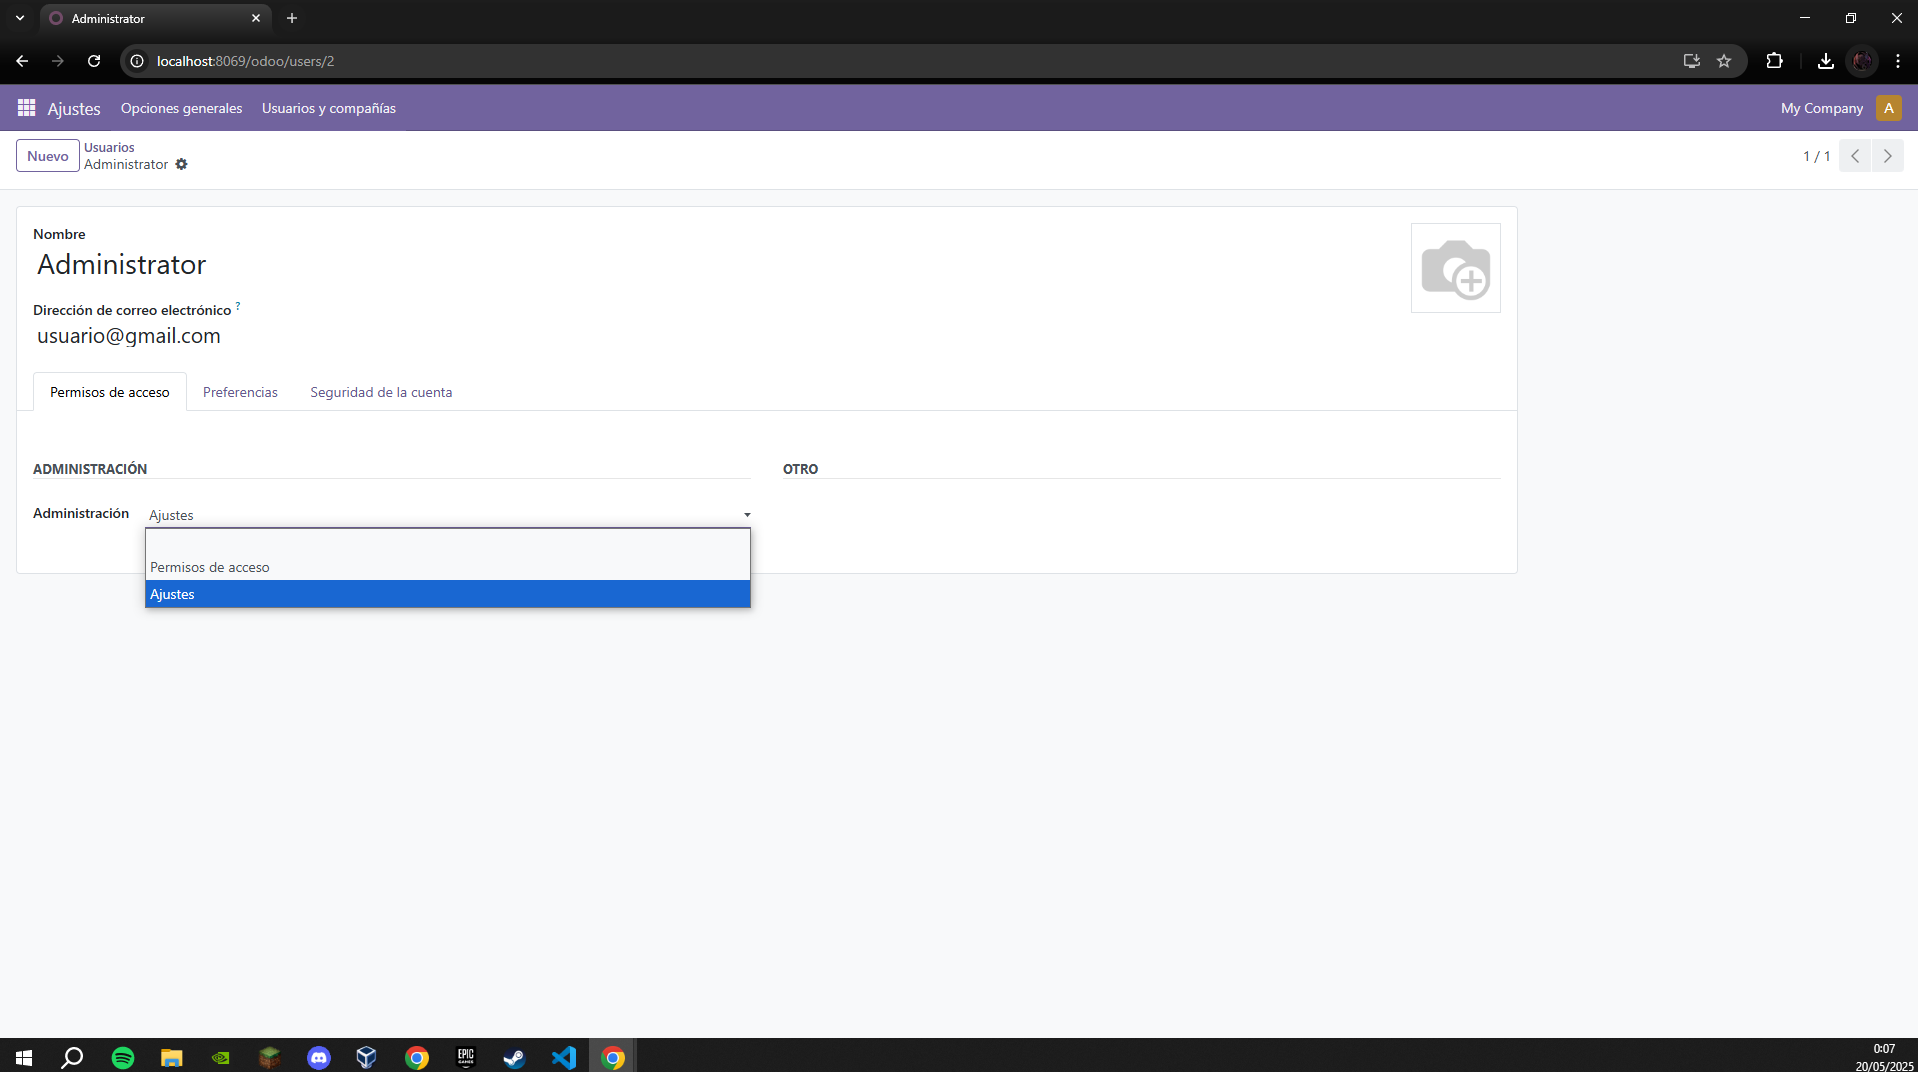 Administrator
localhost:8069/odoo/users/2
Ajustes
Opciones generales
Usuarios y compañías
My Company
A
Nuevo
Usuarios
Administrator
1 / 1
Nombre
Administrator
Dirección de correo electrónico ?
usuario@gmail.com
Permisos de acceso
Preferencias
Seguridad de la cuenta
ADMINISTRACIÓN
OTRO
Administración
Ajustes
Permisos de acceso
Ajustes
EPIC
GAMES
0:07
20/05/2025